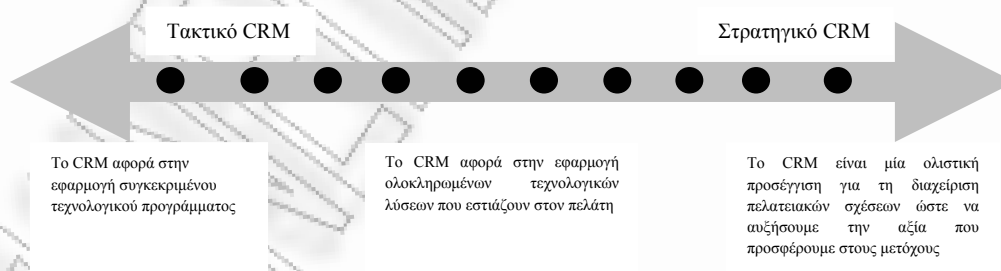 Τακτικό CRM
Στρατηγικό CRM
Το CRM αφορά στην
εφαρμογή συγκεκριμένου
τεχνολογικού προγράμματος
Το CRM αφορά στην εφαρμογή
ολοκληρωμένων τεχνολογικών
λύσεων που εστιάζουν στον πελάτη
Το CRM είναι μία ολιστική
προσέγγιση για τη διαχείριση
πελατειακών σχέσεων ώστε να
αυξήσουμε την αξία που
προσφέρουμε στους μετόχους